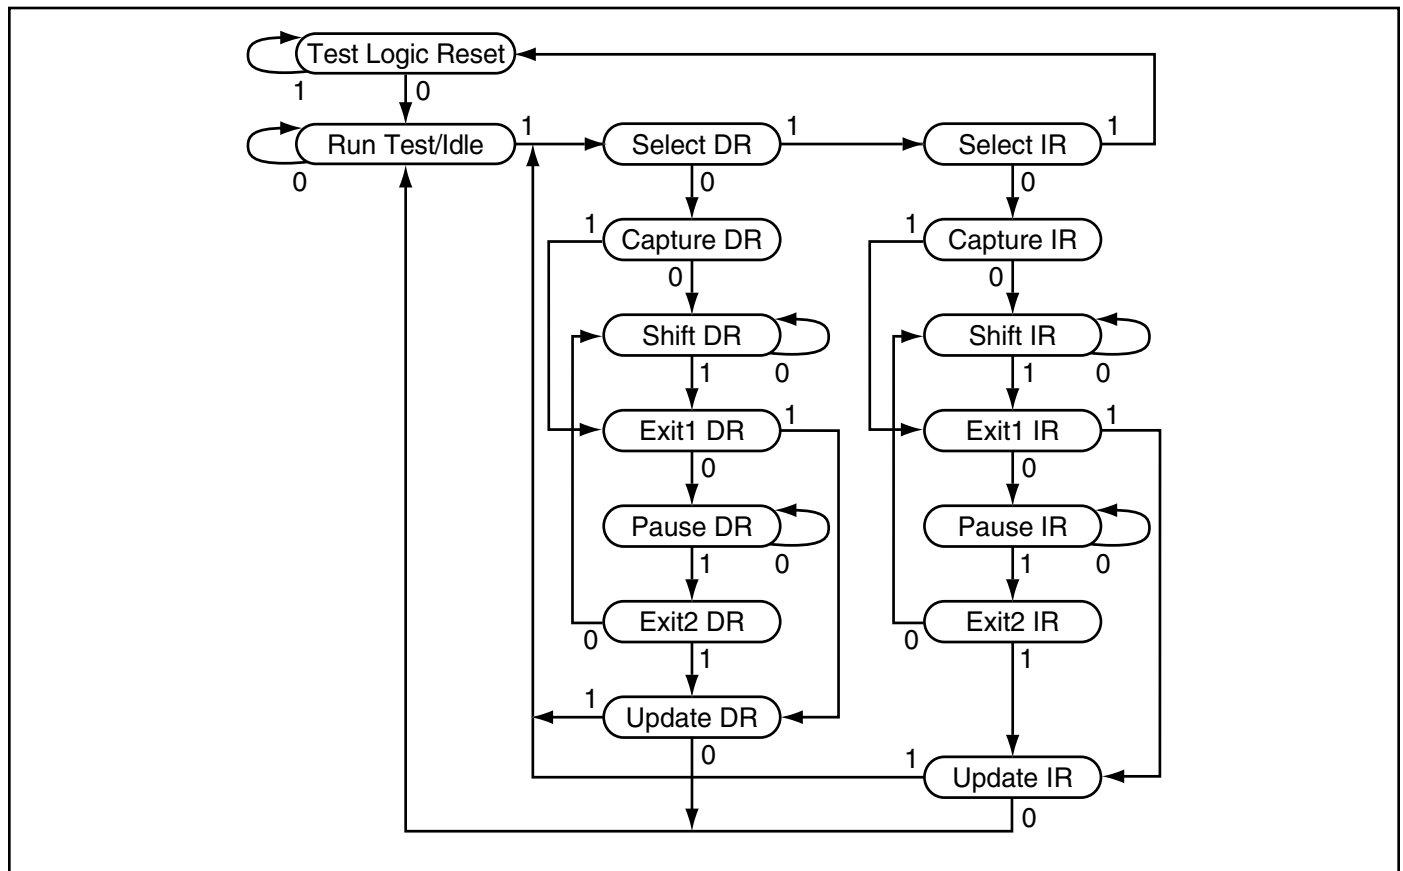 Test Logic Reset
1 0
Run Test/Idle 1 Select DR 1 Select IR 1
0 0 0
1 Capture DR 1 Capture IR
0 0
Shift DR Shift IR
1 0 1 0
Exit1 DR 1 Exit1 IR 1
0 0
Pause DR Pause IR
1 0 1 0
Exit2 DR Exit2 IR
0 1 0 1
1 Update DR
0 1 Update IR
0